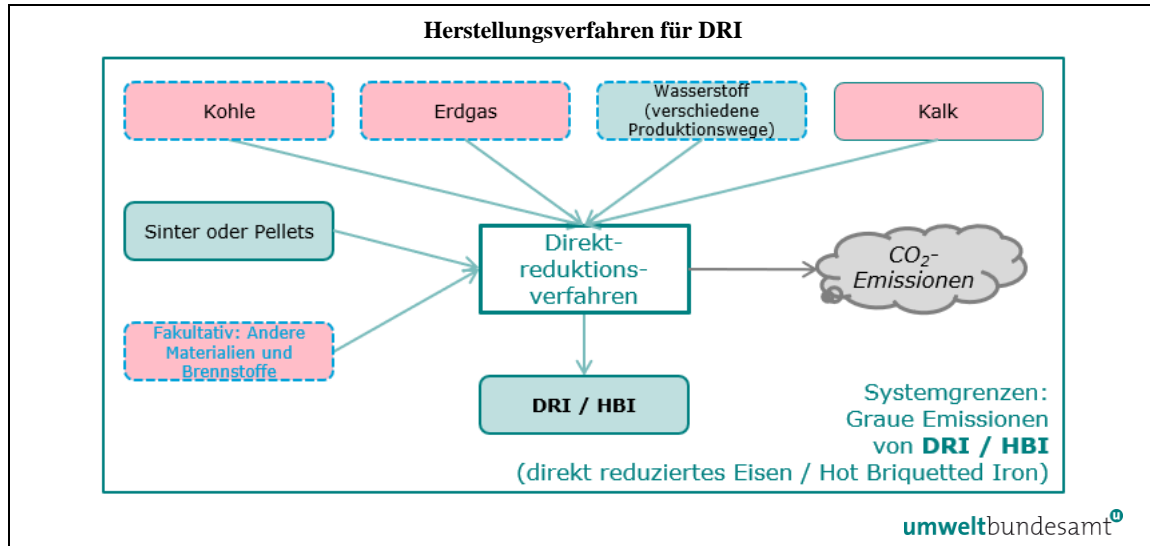 Herstellungsverfahren für DRI
Kohle
Erdgas
Wasserstoff
(verschiedene
Produktionswege)
Kalk
Sinter oder Pellets
Direkt-
reduktions-
verfahren
CO₂-
Emissionen
Fakultativ: Andere
Materialien und
Brennstoffe
DRI / HBI
Systemgrenzen:
Graue Emissionen
von DRI / HBI
(direkt reduziertes Eisen / Hot Briquetted Iron)
umweltbundesamt u